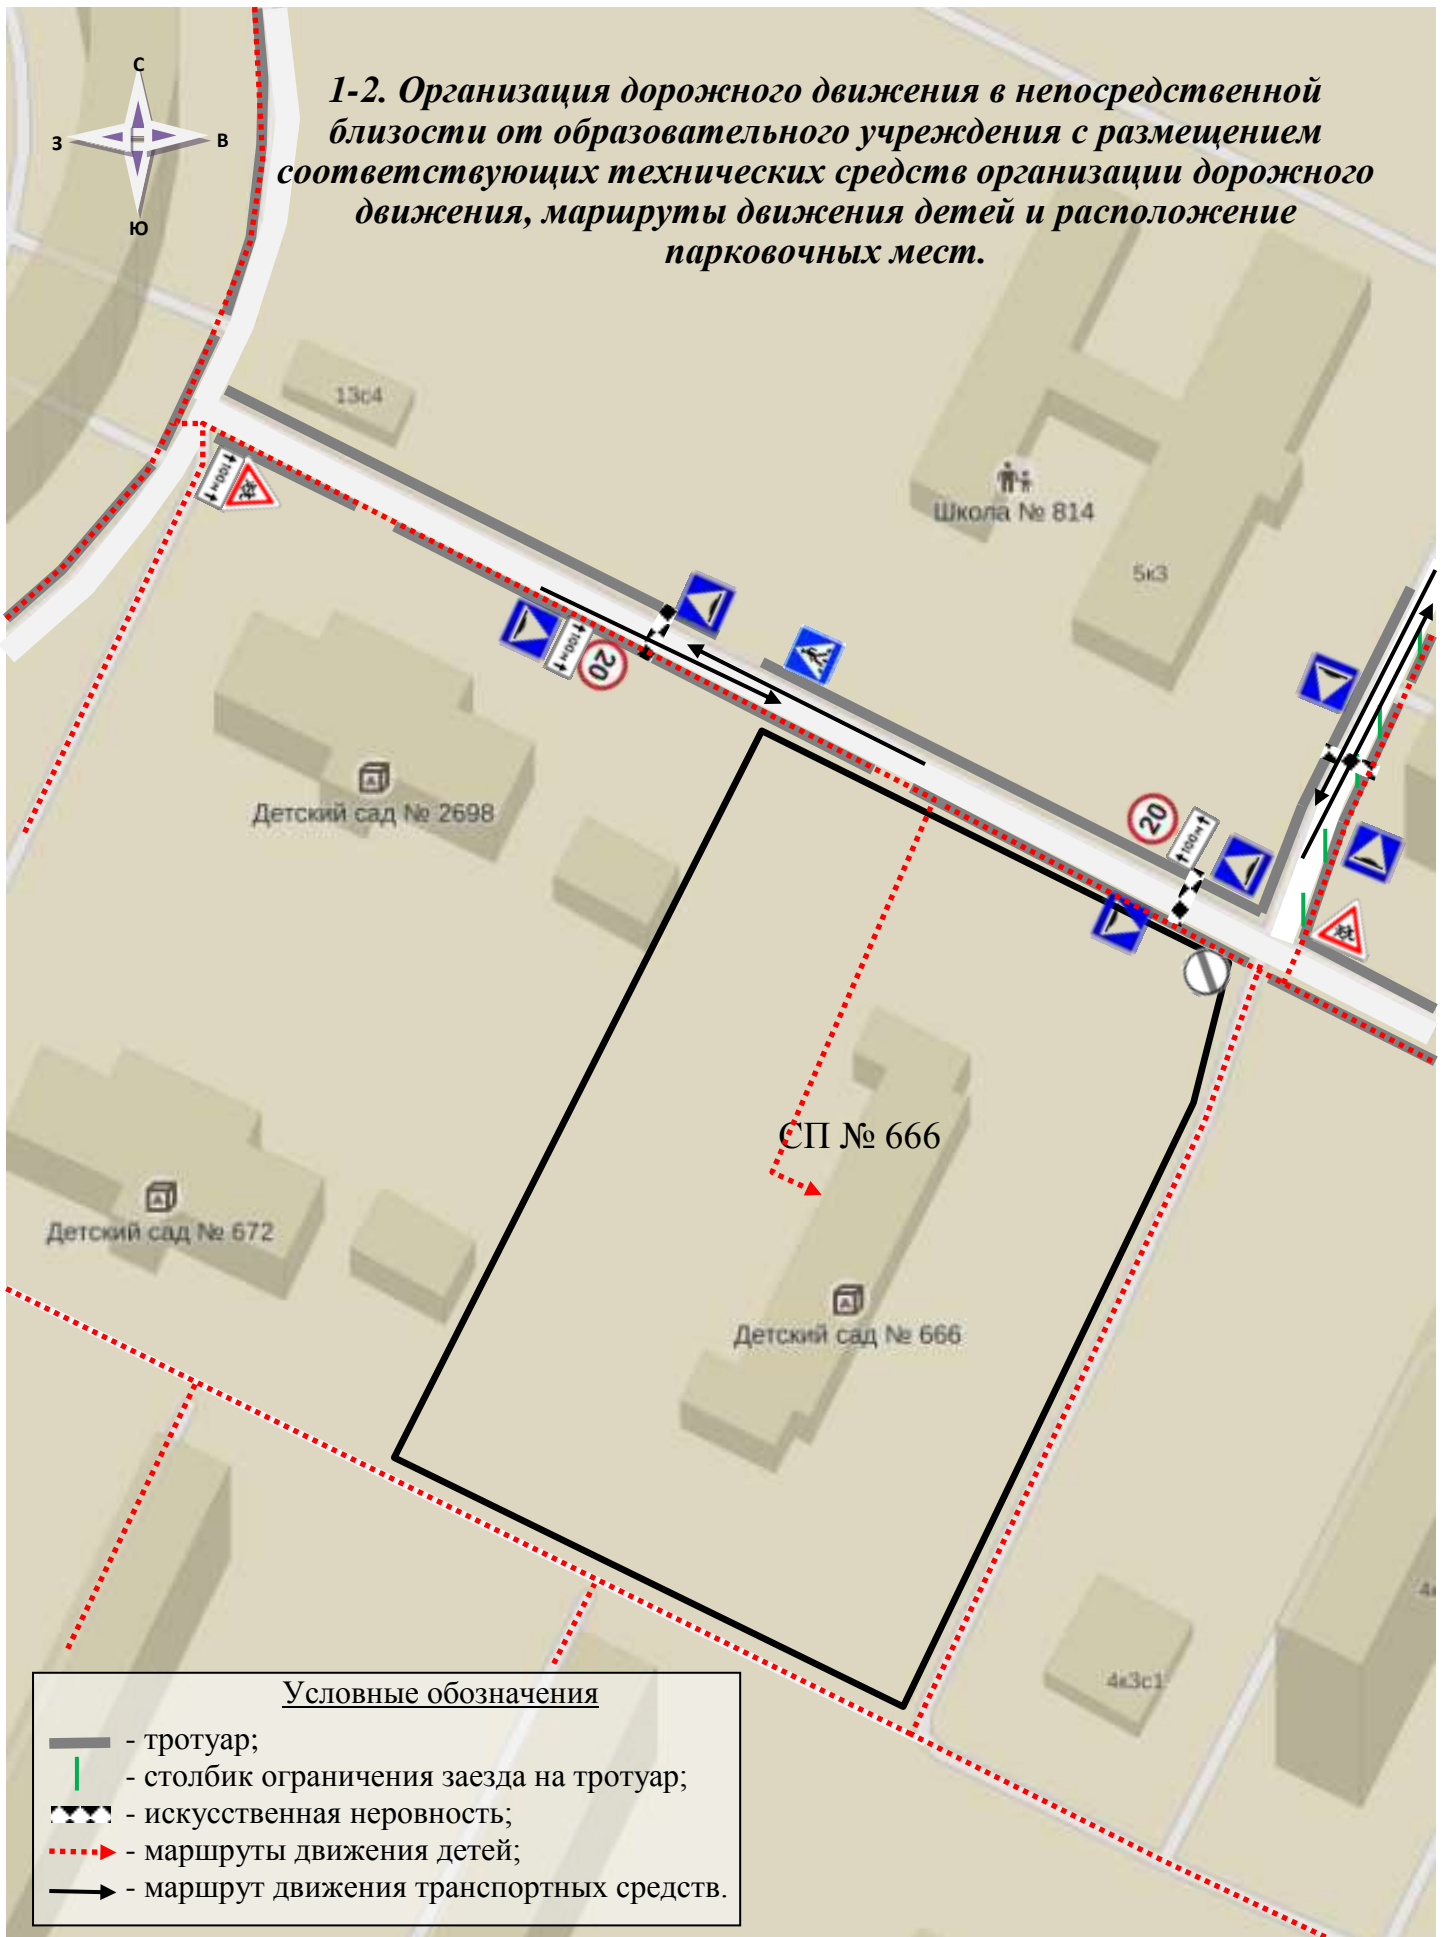 С
З
В
Ю
1-2. Организация дорожного движения в непосредственной
близости от образовательного учреждения с размещением
соответствующих технических средств организации дорожного
движения, маршруты движения детей и расположение
парковочных мест.
13с4
100м
Школа № 814
5к3
100м
20
Детский сад № 2698
20
100м
СП № 666
Детский сад № 672
Детский сад № 666
4к3с1
Условные обозначения
- тротуар;
- столбик ограничения заезда на тротуар;
- искусственная неровность;
- маршруты движения детей;
- маршрут движения транспортных средств.